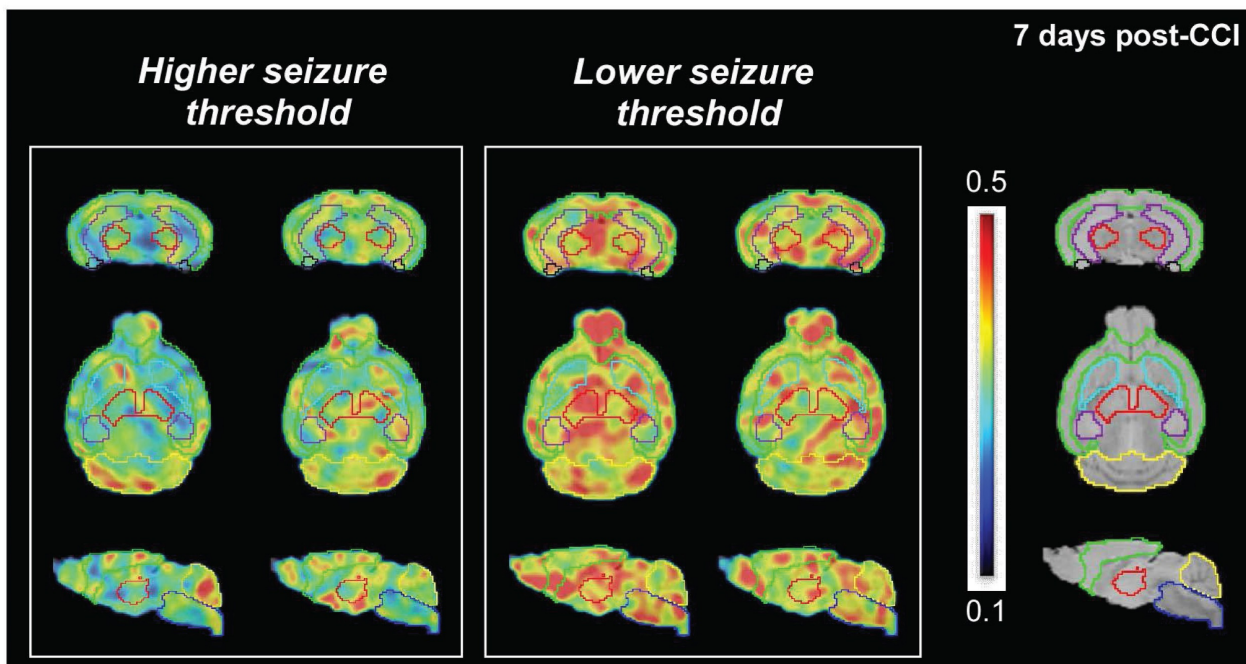 7 days post-CCI
Higher seizure
threshold
Lower seizure
threshold
0.5
0.1